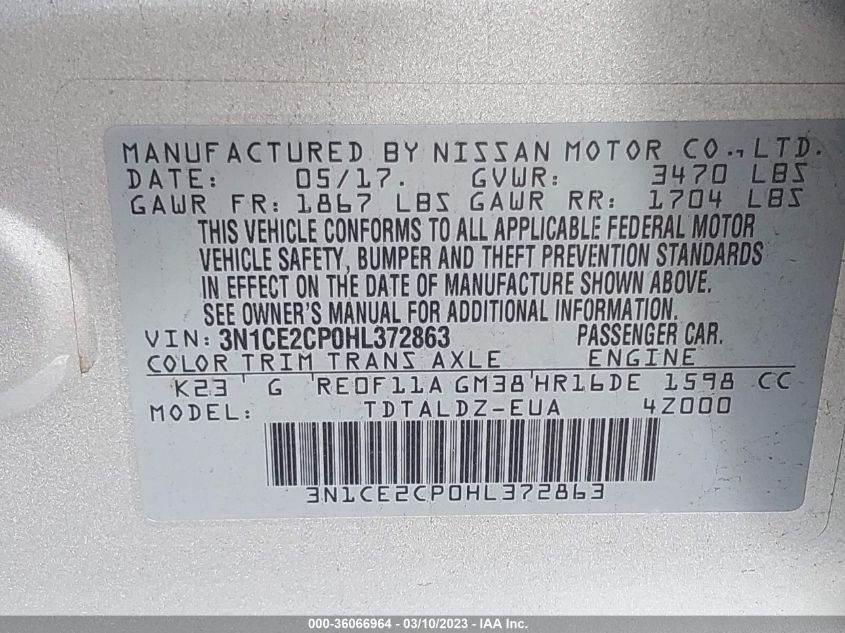 MANUFACTURED BY NISSAN MOTOR CO., LTD.
DATE: 05/17. GVWR: 3470 LBS
GAWR FR: 1867 LBS GAWR RR: 1704 LBS
THIS VEHICLE CONFORMS TO ALL APPLICABLE FEDERAL MOTOR
VEHICLE SAFETY, BUMPER AND THEFT PREVENTION STANDARDS
IN EFFECT ON THE DATE OF MANUFACTURE SHOWN ABOVE.
SEE OWNER'S MANUAL FOR ADDITIONAL INFORMATION.
VIN: 3N1CE2CP0HL372863 PASSENGER CAR.
COLOR TRIM TRANS AXLE ENGINE
K23 G RE0F11A GM38 HR16DE 1598 CC
MODEL: TDTALDZ-EUA 4Z000
3N1CE2CP0HL372863
000-36066964 - 03/10/2023 - IAA Inc.